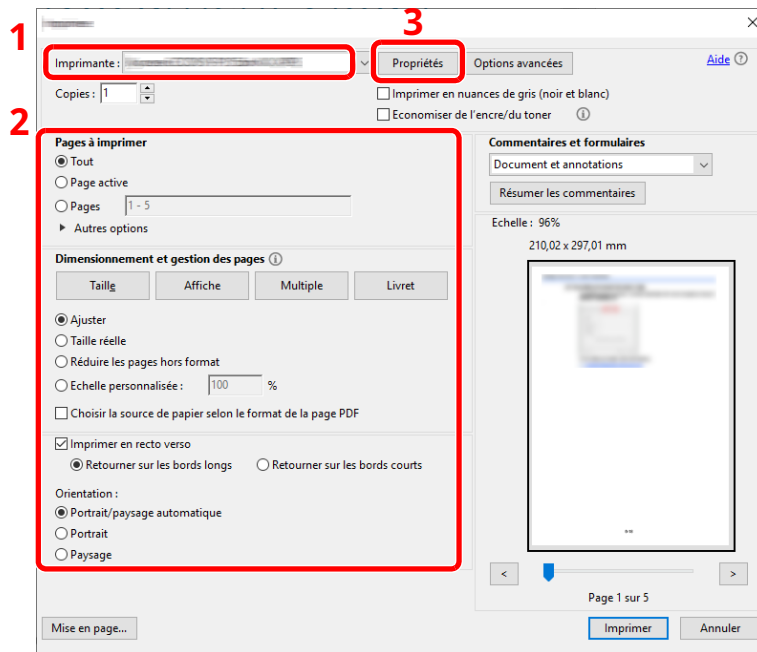 1
3
Imprimante :
Propriétés
Options avancées
Aide
Copies : 1
Imprimer en nuances de gris (noir et blanc)
Economiser de l'encre/du toner
2
Pages à imprimer
Tout
Page active
Pages 1 - 5
Autres options
Dimensionnement et gestion des pages
Taille
Affiche
Multiple
Livret
Ajuster
Taille réelle
Réduire les pages hors format
Echelle personnalisée : 100 %
Choisir la source de papier selon le format de la page PDF
Imprimer en recto verso
Retourner sur les bords longs
Retourner sur les bords courts
Orientation :
Portrait/paysage automatique
Portrait
Paysage
Commentaires et formulaires
Document et annotations
Résumer les commentaires
Echelle : 96%
210,02 x 297,01 mm
<
>
Page 1 sur 5
Mise en page...
Imprimer
Annuler